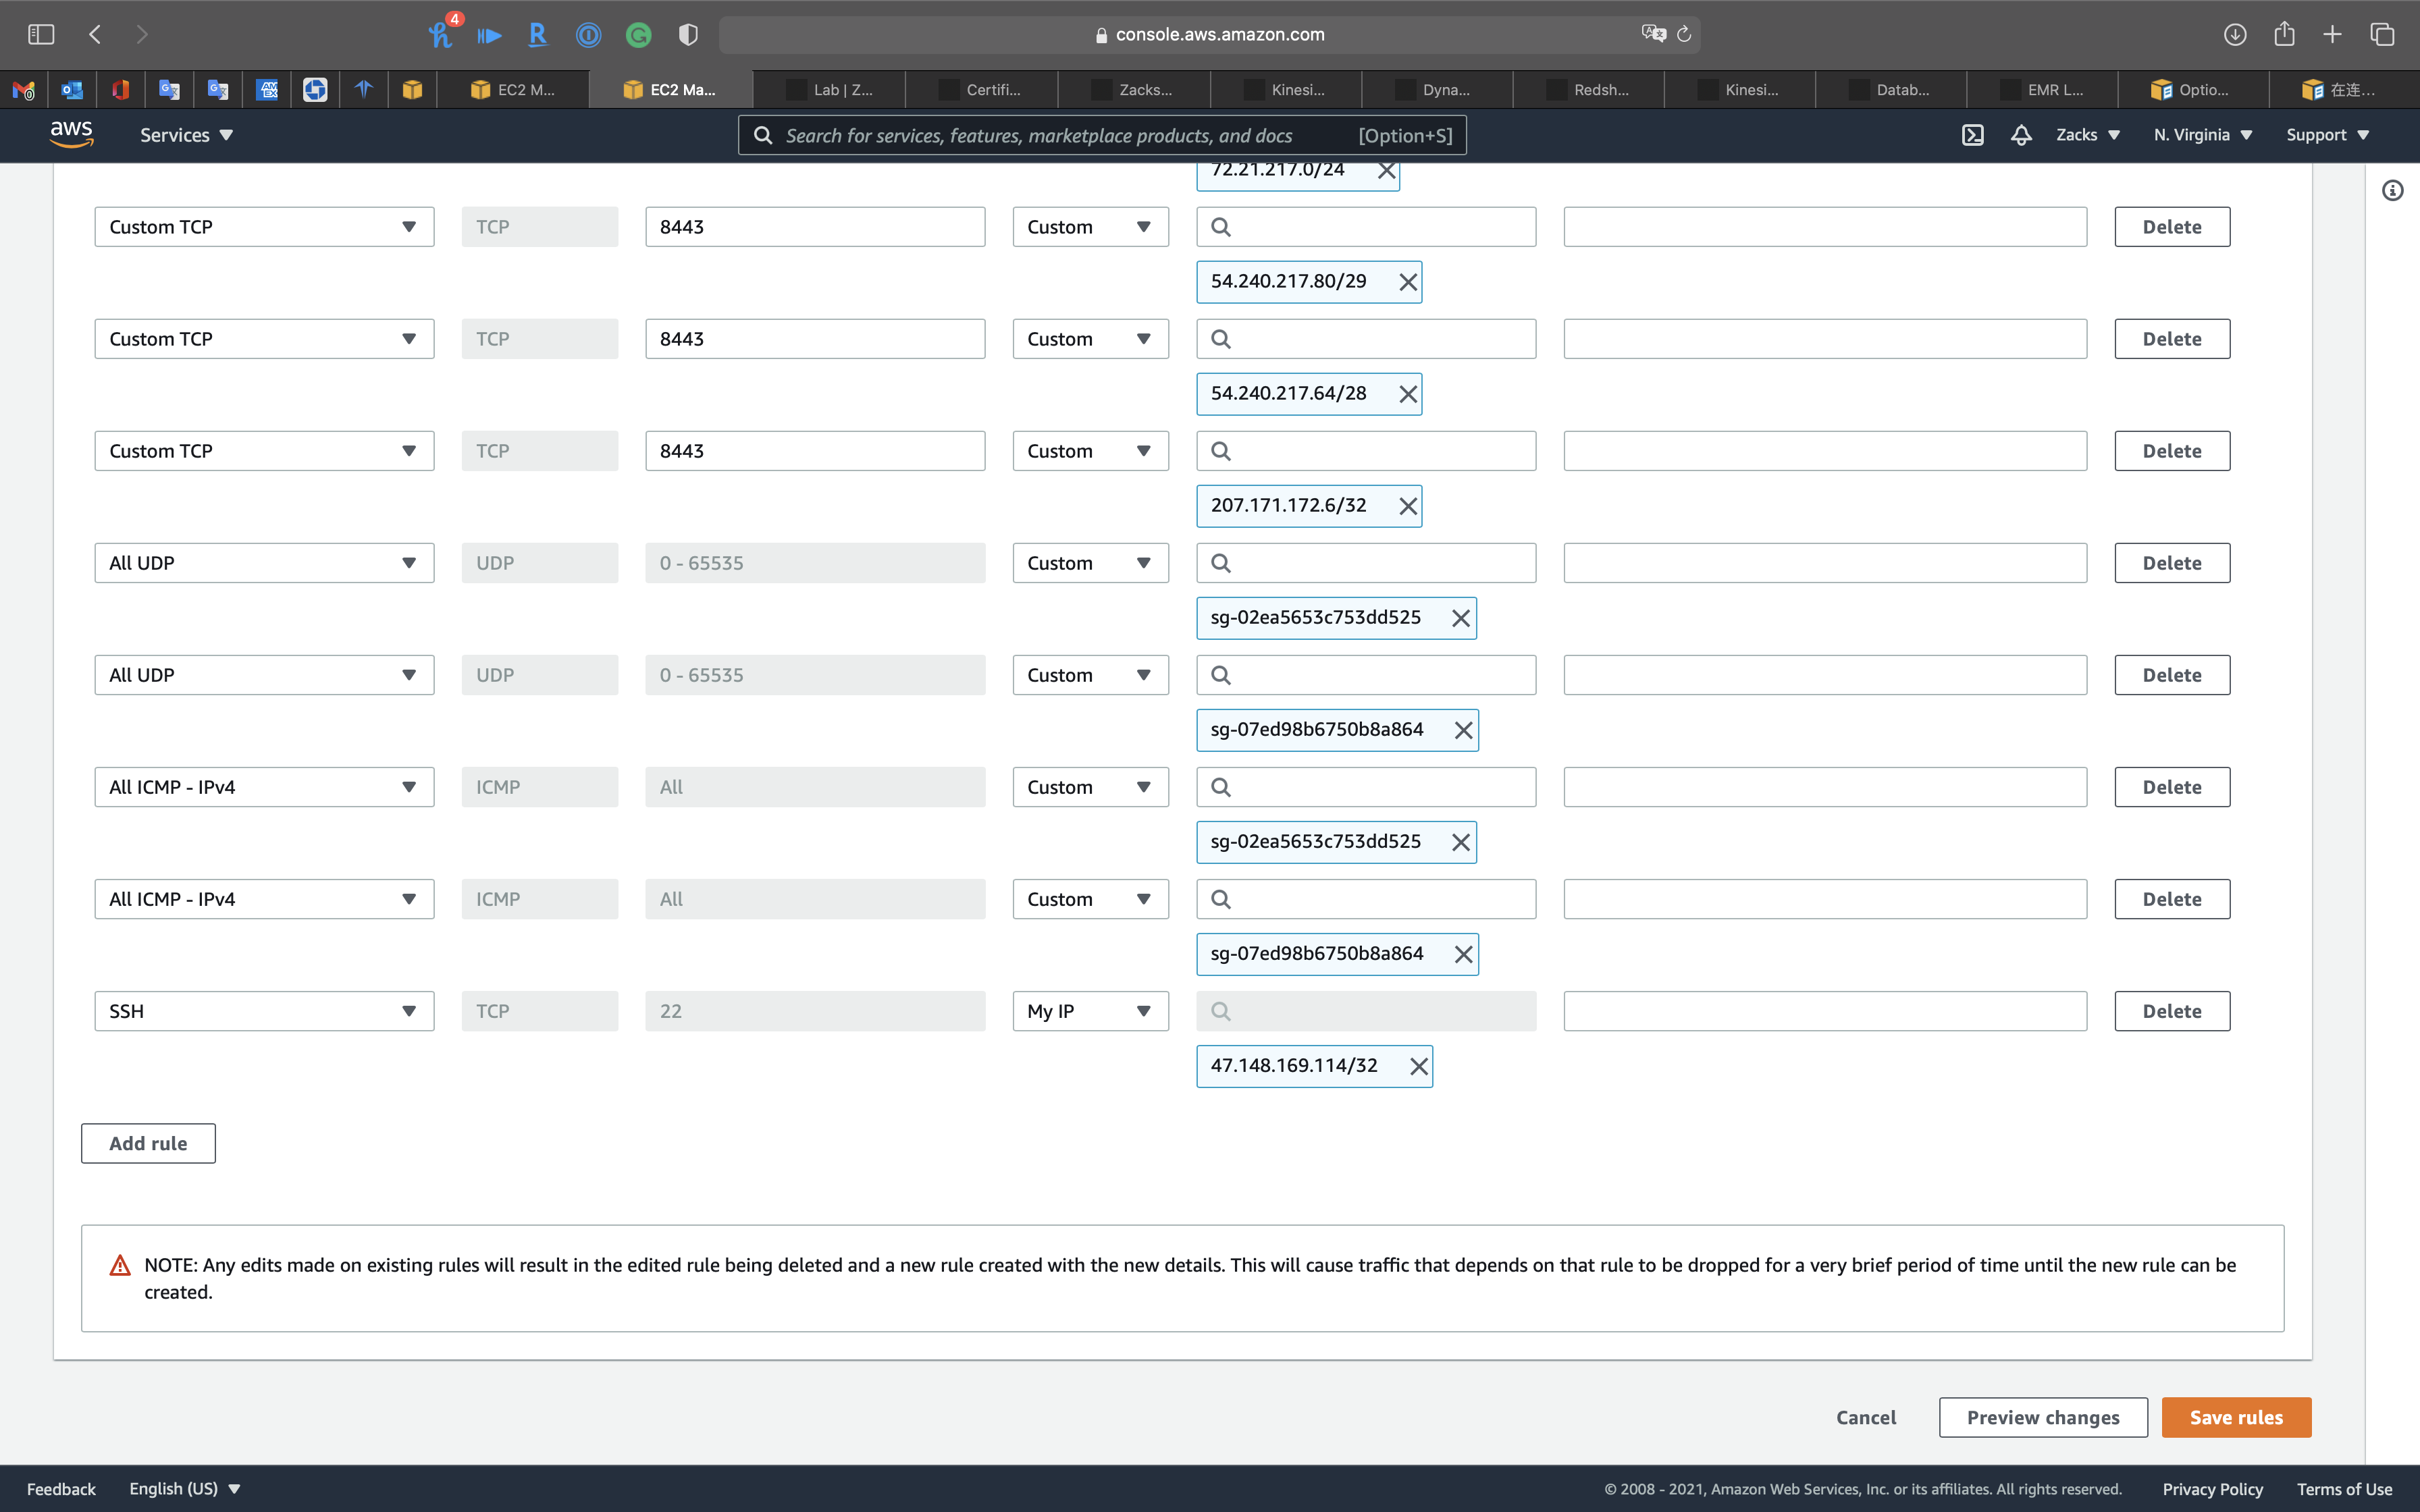 4
console.aws.amazon.com
EC2 M...
EC2 Ma...
Lab | Z...
Certifi...
Zacks...
Kinesi...
Dyna...
Redsh...
Kinesi...
Datab...
EMR L...
Optio...
在连...
aws
Services
Search for services, features, marketplace products, and docs [Option+S]
Zacks
N. Virginia
Support
72.21.217.0/24
Custom TCP TCP 8443 Custom Delete
54.240.217.80/29
Custom TCP TCP 8443 Custom Delete
54.240.217.64/28
Custom TCP TCP 8443 Custom Delete
207.171.172.6/32
All UDP UDP 0 - 65535 Custom Delete
sg-02ea5653c753dd525
All UDP UDP 0 - 65535 Custom Delete
sg-07ed98b6750b8a864
All ICMP - IPv4 ICMP All Custom Delete
sg-02ea5653c753dd525
All ICMP - IPv4 ICMP All Custom Delete
sg-07ed98b6750b8a864
SSH TCP 22 My IP Delete
47.148.169.114/32
Add rule
NOTE: Any edits made on existing rules will result in the edited rule being deleted and a new rule created with the new details. This will cause traffic that depends on that rule to be dropped for a very brief period of time until the new rule can be
created.
Cancel
Preview changes
Save rules
Feedback
English (US)
© 2008 - 2021, Amazon Web Services, Inc. or its affiliates. All rights reserved.
Privacy Policy
Terms of Use